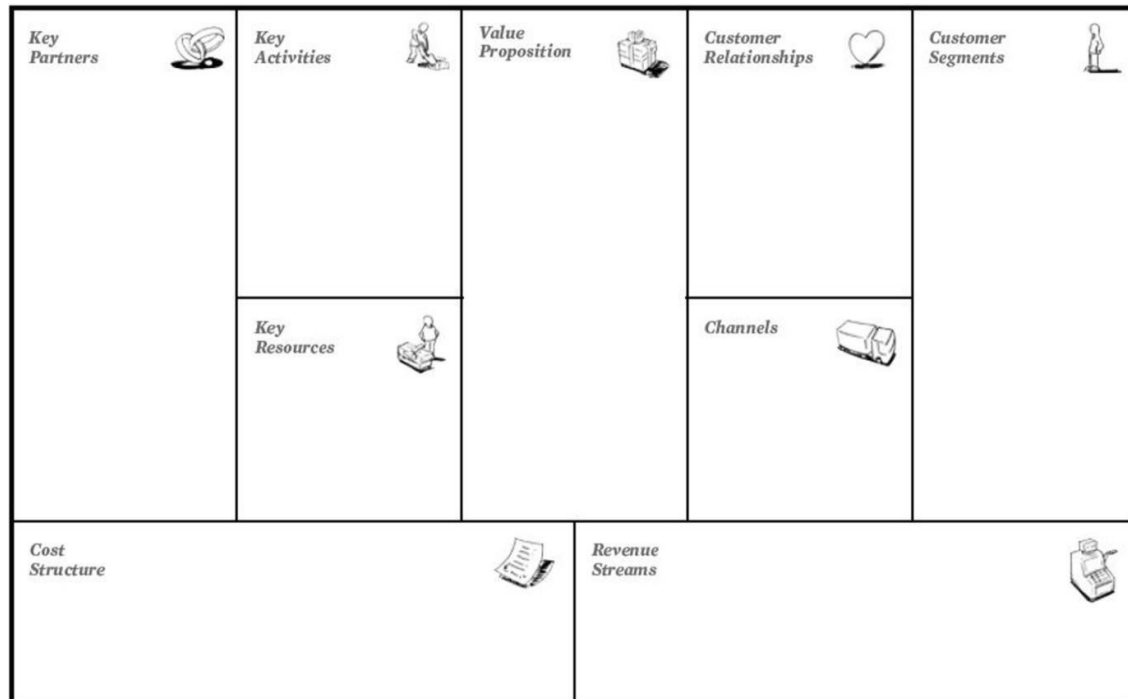 Key
Partners
Key
Activities
Value
Proposition
Customer
Relationships
Customer
Segments
Key
Resources
Channels
Cost
Structure
Revenue
Streams